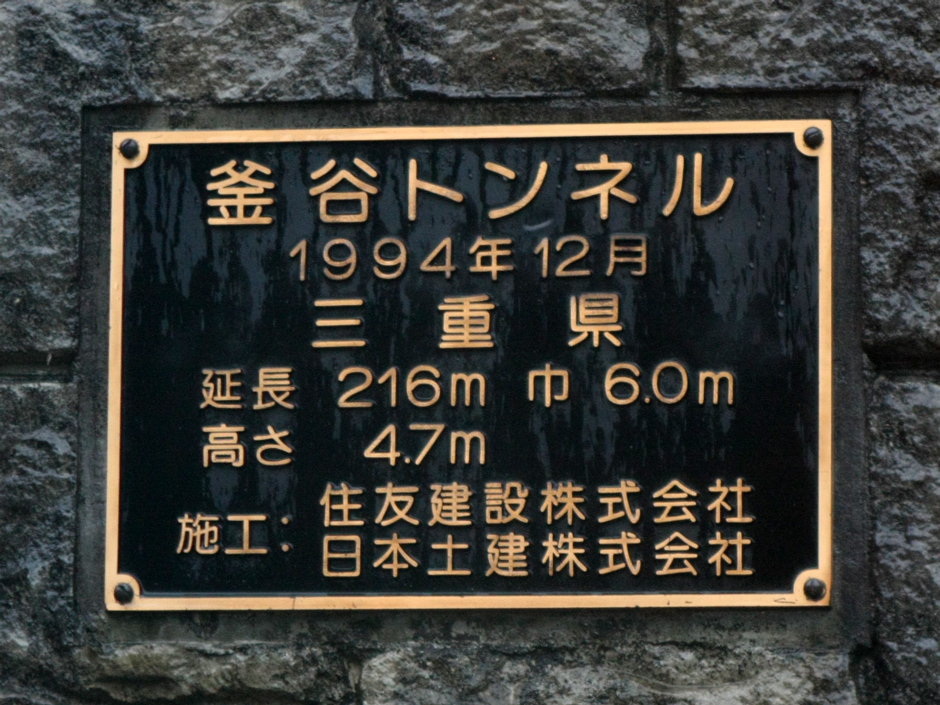 釜谷トンネル
1994年12月
三重県
延長 216m 巾 6.0m
高さ 4.7m
施工: 住友建設株式会社
日本土建株式会社